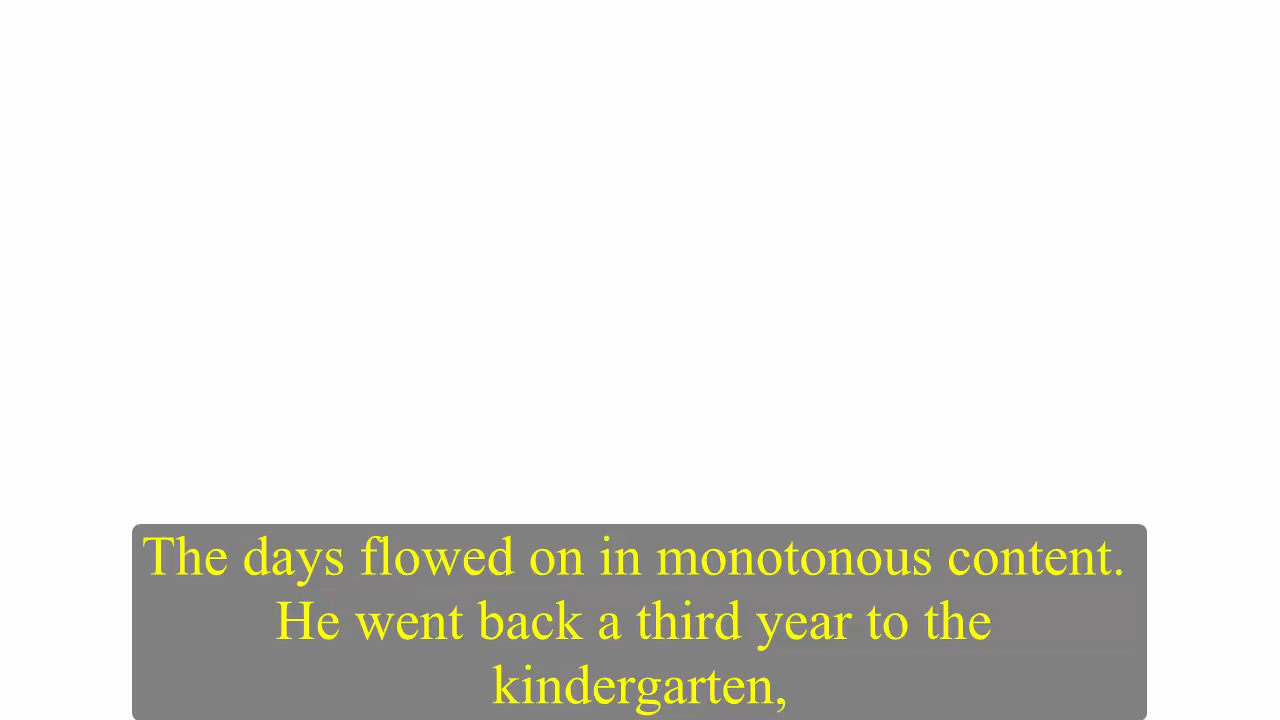 The days flowed on in monotonous content.
He went back a third year to the
kindergarten,